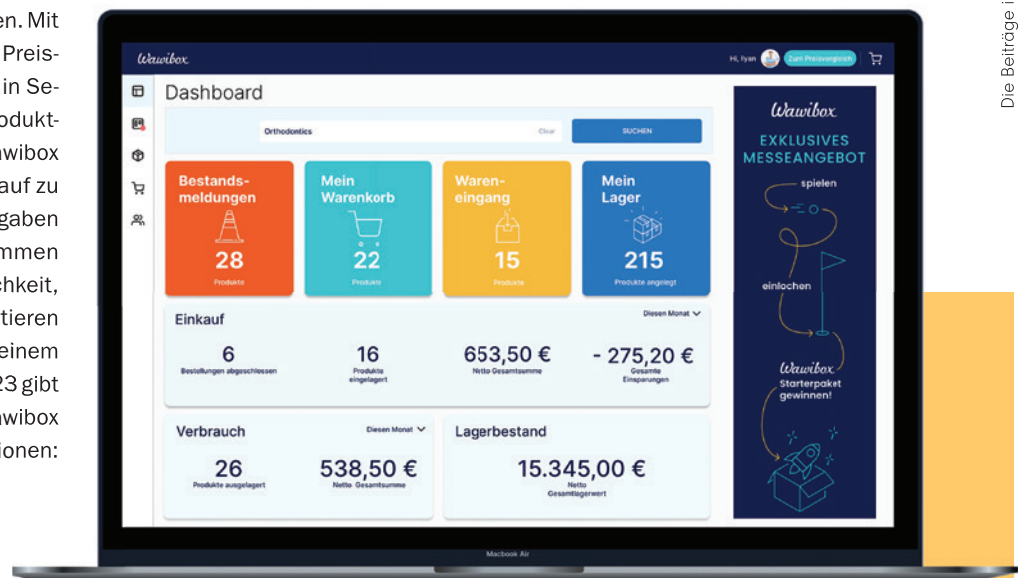 en. Mit
Preis-
in Se-
odukt-
awibox
auf zu
gaben
mmen
chkeit,
tieren
einem
23 gibt
awibox
ionen:
Wawibox
Hi, Ilyan
Zum Preisvergleich
Dashboard
Orthodontics
Clear
SUCHEN
Bestands-
meldungen
28
Produkte
Mein
Warenkorb
22
Produkte
Waren-
eingang
15
Produkte
Mein
Lager
215
Produkte angelegt
Einkauf
Diesen Monat
6
Bestellungen abgeschlossen
16
Produkte
eingelagert
653,50 €
Netto Gesamtsumme
- 275,20 €
Gesamte
Einsparungen
Verbrauch
Diesen Monat
26
Produkte ausgelagert
538,50 €
Netto Gesamtsumme
Lagerbestand
15.345,00 €
Netto
Gesamtlagerwert
Wawibox
EXKLUSIVES
MESSEANGEBOT
spielen
einlochen
Wawibox
Starterpaket
gewinnen!
Macbook Air
Die Beiträge i